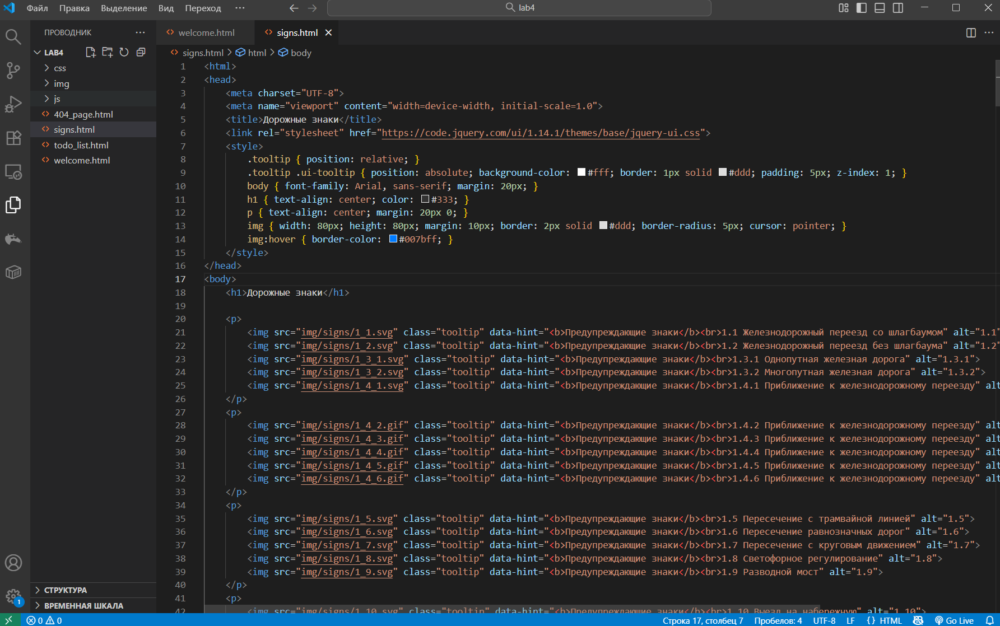 Файл Правка Выделение Вид Переход ··· lab4
ПРОВОДНИК ···
LAB4
css
img
js
404_page.html
signs.html
todo_list.html
welcome.html
СТРУКТУРА
ВРЕМЕННАЯ ШКАЛА
1
welcome.html signs.html
signs.html > html > body
1 <html>
2 <head>
3 <meta charset="UTF-8">
4 <meta name="viewport" content="width=device-width, initial-scale=1.0">
5 <title>Дорожные знаки</title>
6 <link rel="stylesheet" href="https://code.jquery.com/ui/1.14.1/themes/base/jquery-ui.css">
7 <style>
8 .tooltip { position: relative; }
9 .tooltip .ui-tooltip { position: absolute; background-color: #fff; border: 1px solid #ddd; padding: 5px; z-index: 1; }
10 body { font-family: Arial, sans-serif; margin: 20px; }
11 h1 { text-align: center; color: #333; }
12 p { text-align: center; margin: 20px 0; }
13 img { width: 80px; height: 80px; margin: 10px; border: 2px solid #ddd; border-radius: 5px; cursor: pointer; }
14 img:hover { border-color: #007bff; }
15 </style>
16 </head>
17 <body>
18 <h1>Дорожные знаки</h1>
19
20 <p>
21 <img src="img/signs/1_1.svg" class="tooltip" data-hint="<b>Предупреждающие знаки</b><br>1.1 Железнодорожный переезд со шлагбаумом" alt="1.1"
22 <img src="img/signs/1_2.svg" class="tooltip" data-hint="<b>Предупреждающие знаки</b><br>1.2 Железнодорожный переезд без шлагбаума" alt="1.2"
23 <img src="img/signs/1_3_1.svg" class="tooltip" data-hint="<b>Предупреждающие знаки</b><br>1.3.1 Однопутная железная дорога" alt="1.3.1">
24 <img src="img/signs/1_3_2.svg" class="tooltip" data-hint="<b>Предупреждающие знаки</b><br>1.3.2 Многопутная железная дорога" alt="1.3.2">
25 <img src="img/signs/1_4_1.svg" class="tooltip" data-hint="<b>Предупреждающие знаки</b><br>1.4.1 Приближение к железнодорожному переезду" alt
26 </p>
27 <p>
28 <img src="img/signs/1_4_2.gif" class="tooltip" data-hint="<b>Предупреждающие знаки</b><br>1.4.2 Приближение к железнодорожному переезду" alt
29 <img src="img/signs/1_4_3.gif" class="tooltip" data-hint="<b>Предупреждающие знаки</b><br>1.4.3 Приближение к железнодорожному переезду" alt
30 <img src="img/signs/1_4_4.gif" class="tooltip" data-hint="<b>Предупреждающие знаки</b><br>1.4.4 Приближение к железнодорожному переезду" alt
31 <img src="img/signs/1_4_5.gif" class="tooltip" data-hint="<b>Предупреждающие знаки</b><br>1.4.5 Приближение к железнодорожному переезду" alt
32 <img src="img/signs/1_4_6.gif" class="tooltip" data-hint="<b>Предупреждающие знаки</b><br>1.4.6 Приближение к железнодорожному переезду" alt
33 </p>
34 <p>
35 <img src="img/signs/1_5.svg" class="tooltip" data-hint="<b>Предупреждающие знаки</b><br>1.5 Пересечение с трамвайной линией" alt="1.5">
36 <img src="img/signs/1_6.svg" class="tooltip" data-hint="<b>Предупреждающие знаки</b><br>1.6 Пересечение равнозначных дорог" alt="1.6">
37 <img src="img/signs/1_7.svg" class="tooltip" data-hint="<b>Предупреждающие знаки</b><br>1.7 Пересечение с круговым движением" alt="1.7">
38 <img src="img/signs/1_8.svg" class="tooltip" data-hint="<b>Предупреждающие знаки</b><br>1.8 Светофорное регулирование" alt="1.8">
39 <img src="img/signs/1_9.svg" class="tooltip" data-hint="<b>Предупреждающие знаки</b><br>1.9 Разводной мост" alt="1.9">
40 </p>
41 <p>
42 <img src="img/signs/1_10.svg" class="tooltip" data-hint="<b>Предупреждающие знаки</b><br>1.10 Выезд на набережную" alt="1.10">
0 0 Строка 17, столбец 7 Пробелов: 4 UTF-8 LF {} HTML Go Live